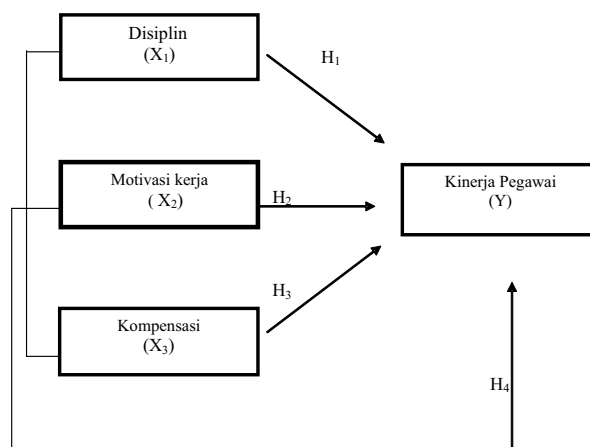 Disiplin
(X₁)
H₁
Motivasi kerja
( X₂)
H₂
Kinerja Pegawai
(Y)
H₃
Kompensasi
(X₃)
H₄